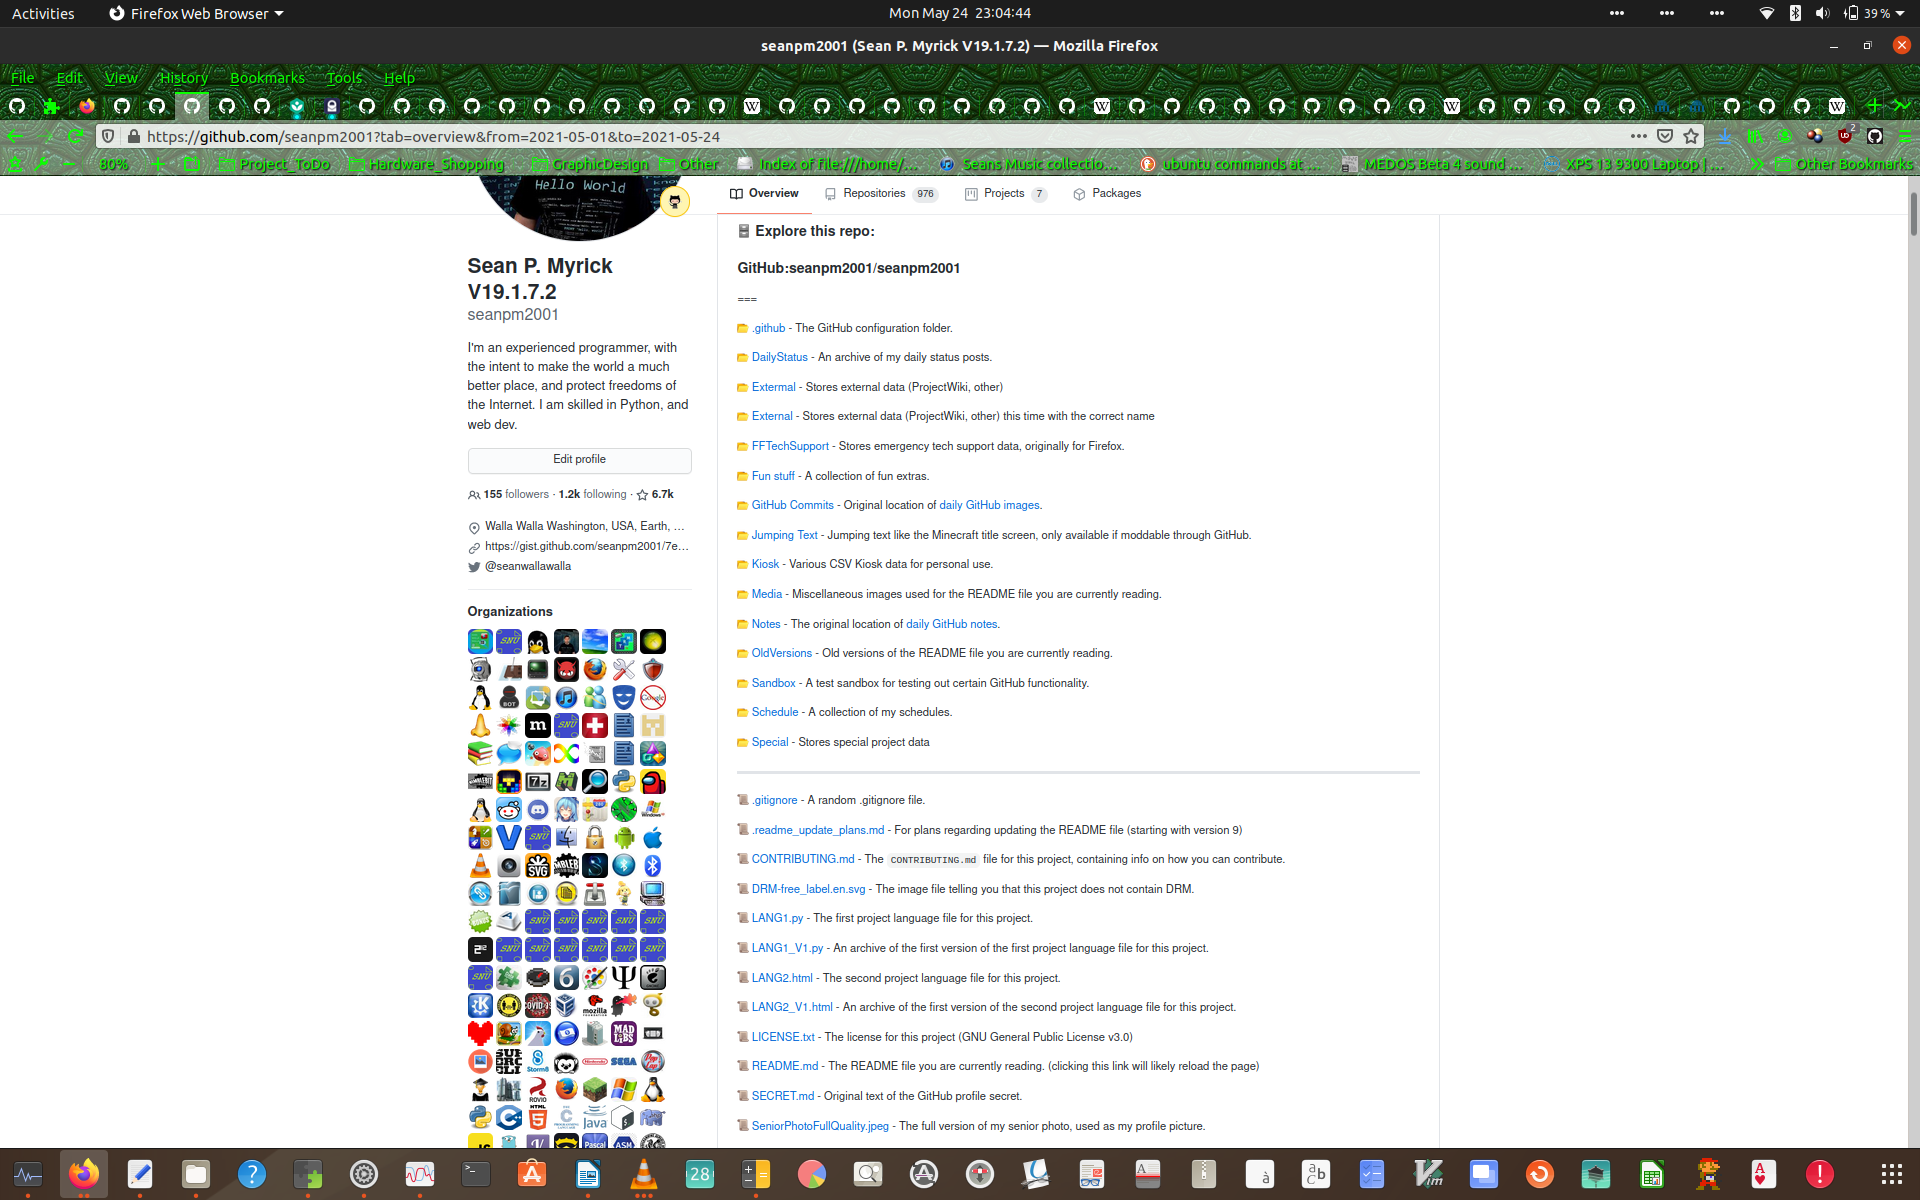 Activities
Firefox Web Browser
Mon May 24 23:04:44
39 %
seanpm2001 (Sean P. Myrick V19.1.7.2) — Mozilla Firefox
File Edit View History Bookmarks Tools Help
https://github.com/seanpm2001?tab=overview&from=2021-05-01&to=2021-05-24
2
80%
Project_ToDo
Hardware_Shopping
GraphicDesign
Other
Index of file:///home/...
Seans Music collectio...
ubuntu commands at ...
MEDOS Beta 4 sound ...
XPS 13 9300 Laptop | ...
Other Bookmarks
Hello World
Overview
Repositories 976
Projects 7
Packages
Sean P. Myrick
V19.1.7.2
seanpm2001
I'm an experienced programmer, with
the intent to make the world a much
better place, and protect freedoms of
the Internet. I am skilled in Python, and
web dev.
Edit profile
155 followers · 1.2k following · 6.7k
Walla Walla Washington, USA, Earth, ...
https://gist.github.com/seanpm2001/7e...
@seanwallawalla
Organizations
Explore this repo:
GitHub:seanpm2001/seanpm2001
===
.github - The GitHub configuration folder.
DailyStatus - An archive of my daily status posts.
Extermal - Stores external data (ProjectWiki, other)
External - Stores external data (ProjectWiki, other) this time with the correct name
FFTechSupport - Stores emergency tech support data, originally for Firefox.
Fun stuff - A collection of fun extras.
GitHub Commits - Original location of daily GitHub images.
Jumping Text - Jumping text like the Minecraft title screen, only available if moddable through GitHub.
Kiosk - Various CSV Kiosk data for personal use.
Media - Miscellaneous images used for the README file you are currently reading.
Notes - The original location of daily GitHub notes.
OldVersions - Old versions of the README file you are currently reading.
Sandbox - A test sandbox for testing out certain GitHub functionality.
Schedule - A collection of my schedules.
Special - Stores special project data
.gitignore - A random .gitignore file.
.readme_update_plans.md - For plans regarding updating the README file (starting with version 9)
CONTRIBUTING.md - The CONTRIBUTING.md file for this project, containing info on how you can contribute.
DRM-free_label.en.svg - The image file telling you that this project does not contain DRM.
LANG1.py - The first project language file for this project.
LANG1_V1.py - An archive of the first version of the first project language file for this project.
LANG2.html - The second project language file for this project.
LANG2_V1.html - An archive of the first version of the second project language file for this project.
LICENSE.txt - The license for this project (GNU General Public License v3.0)
README.md - The README file you are currently reading. (clicking this link will likely reload the page)
SECRET.md - Original text of the GitHub profile secret.
SeniorPhotoFullQuality.jpeg - The full version of my senior photo, used as my profile picture.
28